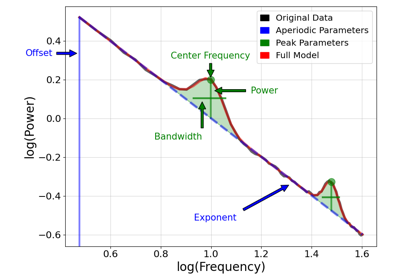 Original Data
Aperiodic Parameters
Peak Parameters
Full Model
Offset
Center Frequency
Power
Bandwidth
Exponent
0.4
0.2
0.0
−0.2
−0.4
−0.6
log(Power)
0.6
0.8
1.0
1.2
1.4
1.6
log(Frequency)